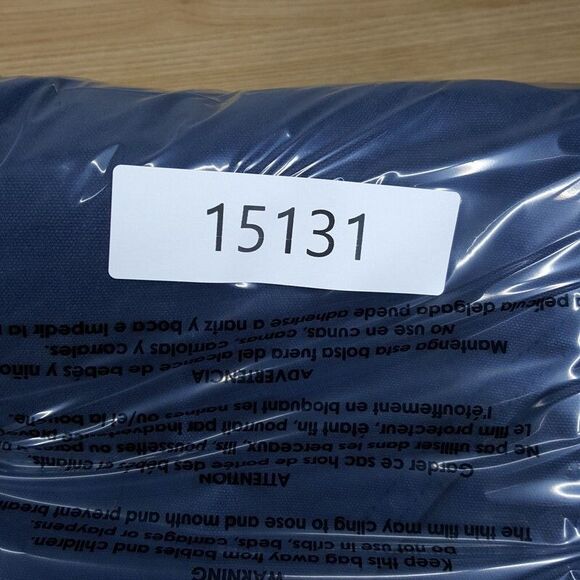 15131
WARNING
Keep this bag away from babies and children.
Do not use in cribs, beds, carriages or playpens.
The thin film may cling to nose and mouth and prevent
ATTENTION
Garder ce sac hors de portée des bébés et enfants.
Ne pas utiliser dans les berceaux, lits, poussettes ou parcs
Le film protecteur, étant fin, pourrait par inadvertance
l'étouffement en bloquant les narines ou/et la bouche.
ADVERTENCIA
Mantenga esta bolsa fuera del alcance de bebés y
No use en cunas, camas, carriolas y corrales.
película delgada puede adherirse a nariz y boca e impedir la